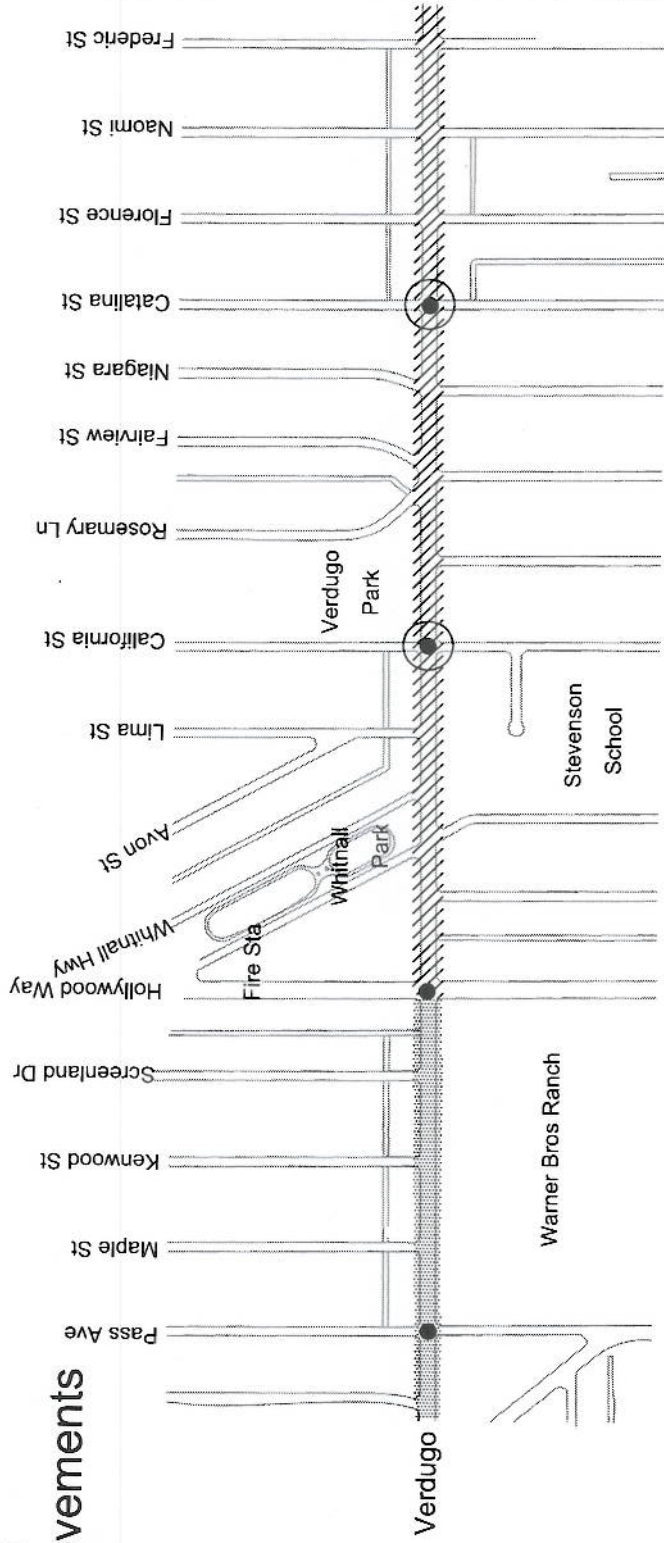 vements
Pass Ave
Maple St
Kenwood St
Screenland Dr
Hollywood Way
Whitnall Hwy
Avon St
Lima St
California St
Rosemary Ln
Fairview St
Niagara St
Catalina St
Florence St
Naomi St
Frederic St
Fire Sta
Whitnall
Park
Verdugo
Park
Verdugo
Warner Bros Ranch
Stevenson
School